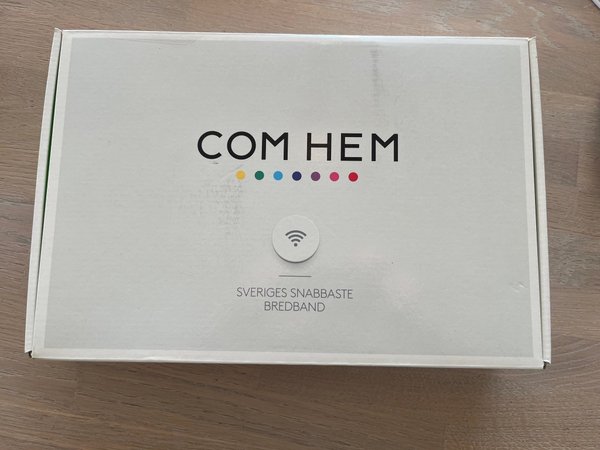 COM HEM
SVERIGES SNABBASTE
BREDBAND